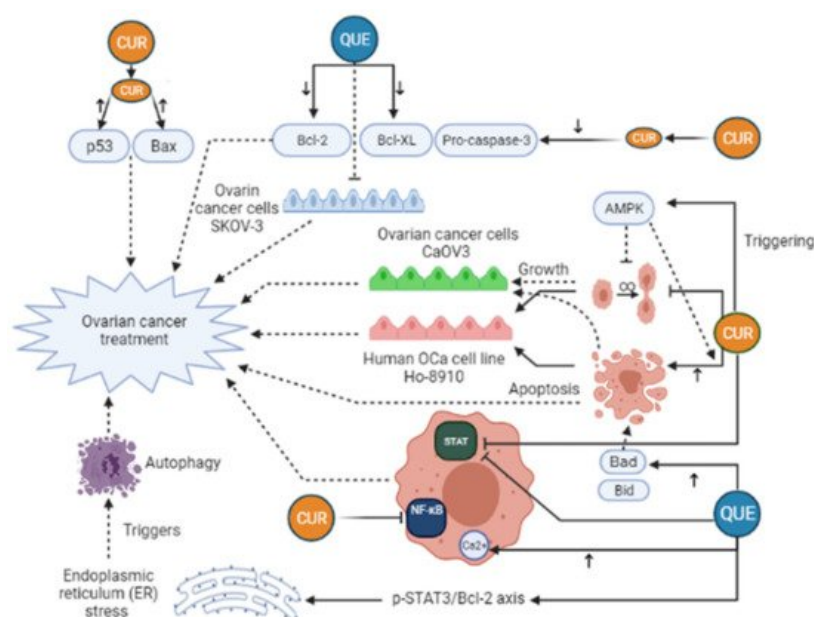 CUR
CUR
p53
Bax
QUE
Bcl-2
Bcl-XL
Pro-caspase-3
CUR
CUR
Ovarin
cancer cells
SKOV-3
AMPK
Triggering
Ovarian cancer cells
CaOV3
Growth
Ovarian cancer
treatment
CUR
Human OCa cell line
Ho-8910
Apoptosis
STAT
Bad
Bid
Autophagy
CUR
NF-κB
QUE
Ca2+
Triggers
Endoplasmic
reticulum (ER)
stress
p-STAT3/Bcl-2 axis